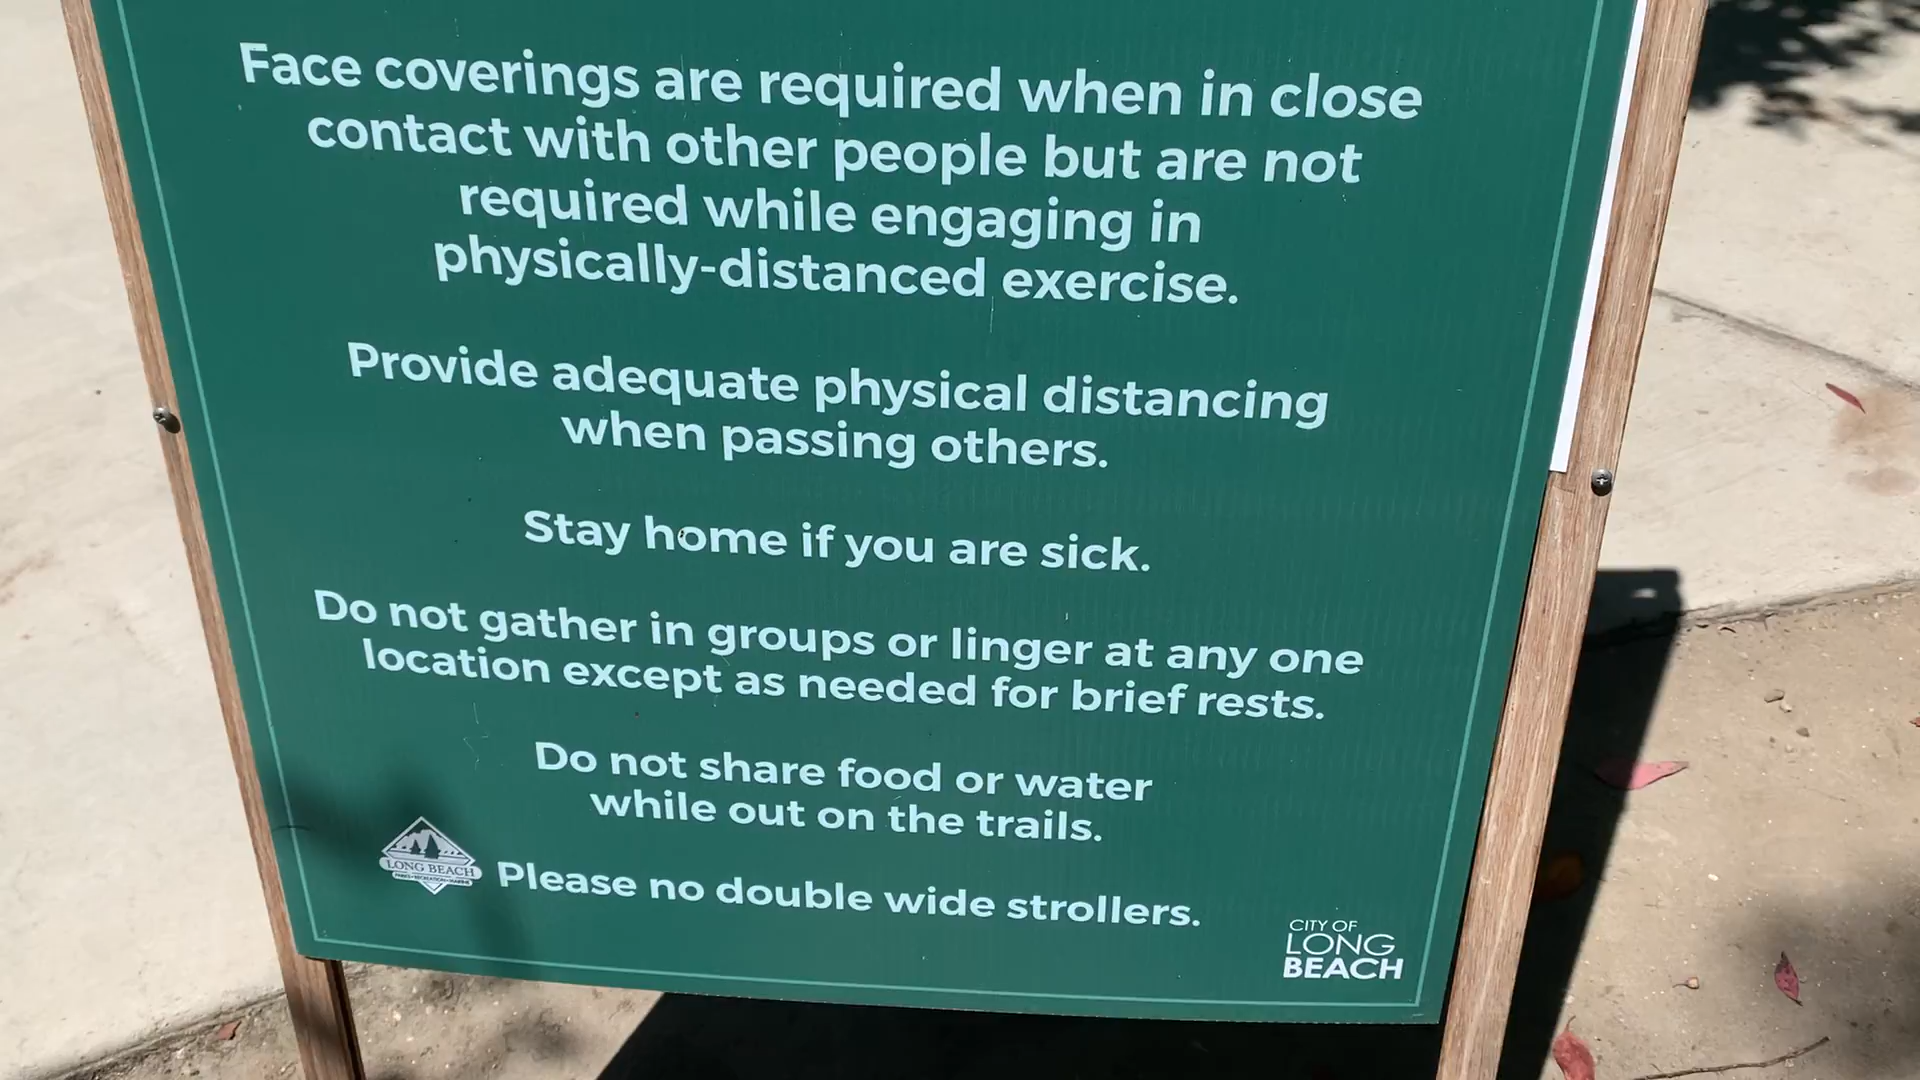 Face coverings are required when in close
contact with other people but are not
required while engaging in
physically-distanced exercise.
Provide adequate physical distancing
when passing others.
Stay home if you are sick.
Do not gather in groups or linger at any one
location except as needed for brief rests.
Do not share food or water
while out on the trails.
LONG BEACH
PARKS • RECREATION • MARINE
Please no double wide strollers.
CITY OF
LONG
BEACH